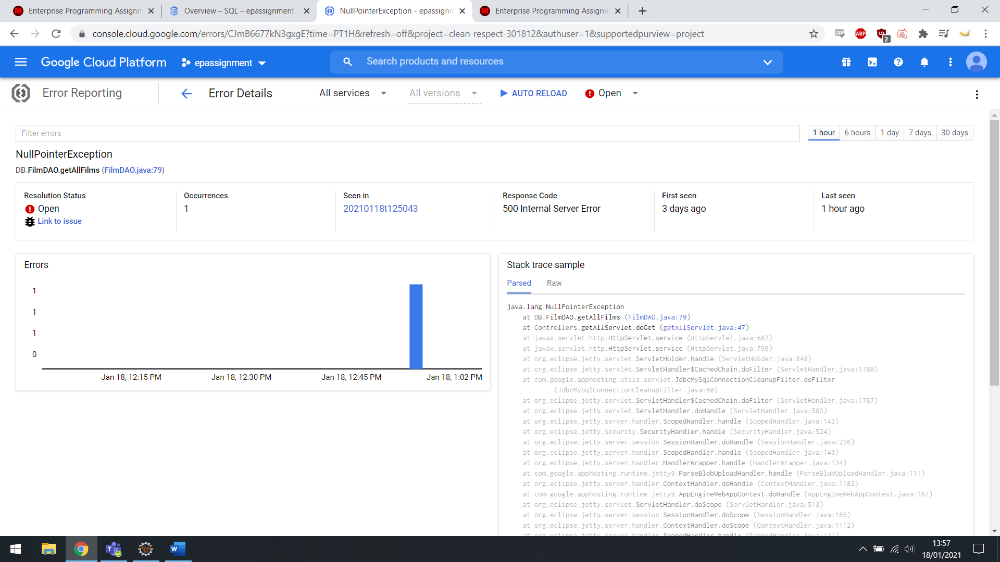 Enterprise Programming Assignm
Overview – SQL – epassignment
NullPointerException - epassignm
Enterprise Programming Assignm
console.cloud.google.com/errors/CJmB6677kN3gxgE?time=PT1H&refresh=off&project=clean-respect-301812&authuser=1&supportedpurview=project
CSS
ABP
2
Google Cloud Platform
epassignment
Search products and resources
Error Reporting
Error Details
All services
All versions
AUTO RELOAD
Open
Filter errors
1 hour
6 hours
1 day
7 days
30 days
NullPointerException
DB.FilmDAO.getAllFilms (FilmDAO.java:79)
Resolution Status
Open
Link to issue
Occurrences
1
Seen in
20210118t125043
Response Code
500 Internal Server Error
First seen
3 days ago
Last seen
1 hour ago
Errors
1
1
1
0
Jan 18, 12:15 PM
Jan 18, 12:30 PM
Jan 18, 12:45 PM
Jan 18, 1:02 PM
Stack trace sample
Parsed
Raw
java.lang.NullPointerException
at DB.FilmDAO.getAllFilms (FilmDAO.java:79)
at Controllers.getAllServlet.doGet (getAllServlet.java:47)
at javax.servlet.http.HttpServlet.service (HttpServlet.java:687)
at javax.servlet.http.HttpServlet.service (HttpServlet.java:790)
at org.eclipse.jetty.servlet.ServletHolder.handle (ServletHolder.java:848)
at org.eclipse.jetty.servlet.ServletHandler$CachedChain.doFilter (ServletHandler.java:1780)
at com.google.apphosting.utils.servlet.JdbcMySqlConnectionCleanupFilter.doFilter
(JdbcMySqlConnectionCleanupFilter.java:60)
at org.eclipse.jetty.servlet.ServletHandler$CachedChain.doFilter (ServletHandler.java:1767)
at org.eclipse.jetty.servlet.ServletHandler.doHandle (ServletHandler.java:583)
at org.eclipse.jetty.server.handler.ScopedHandler.handle (ScopedHandler.java:143)
at org.eclipse.jetty.security.SecurityHandler.handle (SecurityHandler.java:524)
at org.eclipse.jetty.server.session.SessionHandler.doHandle (SessionHandler.java:226)
at org.eclipse.jetty.server.handler.ScopedHandler.handle (ScopedHandler.java:143)
at org.eclipse.jetty.server.handler.HandlerWrapper.handle (HandlerWrapper.java:134)
at com.google.apphosting.runtime.jetty9.ParseBlobUploadHandler.handle (ParseBlobUploadHandler.java:111)
at org.eclipse.jetty.server.handler.ContextHandler.doHandle (ContextHandler.java:1182)
at com.google.apphosting.runtime.jetty9.AppEngineWebAppContext.doHandle (AppEngineWebAppContext.java:187)
at org.eclipse.jetty.servlet.ServletHandler.doScope (ServletHandler.java:513)
at org.eclipse.jetty.server.session.SessionHandler.doScope (SessionHandler.java:185)
at org.eclipse.jetty.server.handler.ContextHandler.doScope (ContextHandler.java:1112)
at org.eclipse.jetty.server.handler.ScopedHandler.handle (ScopedHandler.java:141)
13:57
18/01/2021